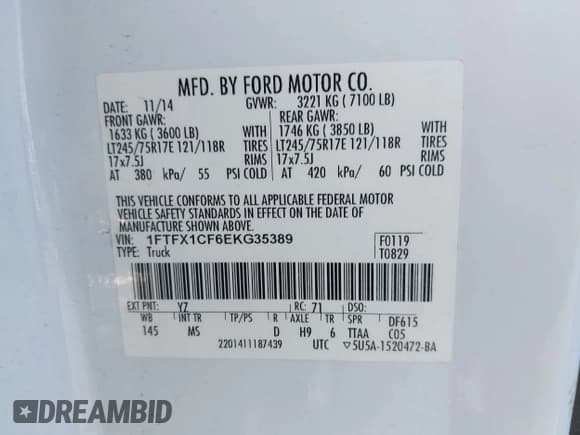 MFD. BY FORD MOTOR CO.
DATE: 11/14 GVWR: 3221 KG ( 7100 LB)
FRONT GAWR: REAR GAWR:
1633 KG ( 3600 LB) WITH 1746 KG ( 3850 LB) WITH
LT245/75R17E 121/118R TIRES LT245/75R17E 121/118R TIRES
17x7.5J RIMS 17x7.5J RIMS
AT 380 kPa/ 55 PSI COLD AT 420 kPa/ 60 PSI COLD
THIS VEHICLE CONFORMS TO ALL APPLICABLE FEDERAL MOTOR
VEHICLE SAFETY STANDARDS IN EFFECT ON THE DATE OF
MANUFACTURE SHOWN ABOVE.
VIN: 1FTFX1CF6EKG35389 F0119
TYPE: Truck T0829
EXT PNT: YZ RC: 71 DSO:
WB INT TR TP/PS R AXLE TR SPR DF615
145 MS D H9 6 TTAA C05
2201411187439 UTC ▽5U5A-1520472-BA
DREAMBID